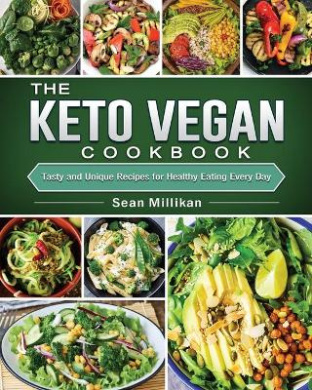 THE
KETO VEGAN
COOKBOOK
Tasty and Unique Recipes for Healthy Eating Every Day
Sean Millikan